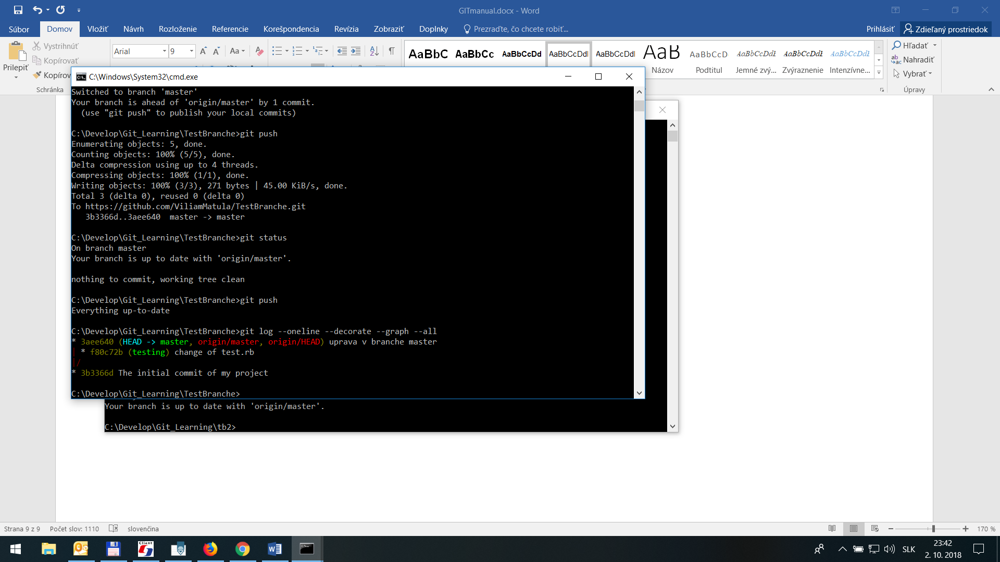 GITmanual.docx - Word
Súbor Domov Vložiť Návrh Rozloženie Referencie Korešpondencia Revízia Zobraziť Doplnky Prezraďte, čo chcete robiť... Prihlásiť Zdieľaný prostriedok
Vystrihnúť
Kopírovať
Prilepiť
Schránka
Arial 9
AaBbC AaBbCc AaBbCcDd AaBbCcDdI AaBbCcDdI AaB AaBbCcD AaBbCcDdE AaBbCcDdE AaBbCcDdE
Názov Podtitul Jemné zvý... Zvýraznenie Intenzívne...
Hľadať
Nahradiť
Vybrať
Úpravy
C:\Windows\System32\cmd.exe
Switched to branch 'master'
Your branch is ahead of 'origin/master' by 1 commit.
  (use "git push" to publish your local commits)
C:\Develop\Git_Learning\TestBranche>git push
Enumerating objects: 5, done.
Counting objects: 100% (5/5), done.
Delta compression using up to 4 threads.
Compressing objects: 100% (1/1), done.
Writing objects: 100% (3/3), 271 bytes | 45.00 KiB/s, done.
Total 3 (delta 0), reused 0 (delta 0)
To https://github.com/ViliamMatula/TestBranche.git
   3b3366d..3aee640  master -> master
C:\Develop\Git_Learning\TestBranche>git status
On branch master
Your branch is up to date with 'origin/master'.
nothing to commit, working tree clean
C:\Develop\Git_Learning\TestBranche>git push
Everything up-to-date
C:\Develop\Git_Learning\TestBranche>git log --oneline --decorate --graph --all
* 3aee640 (HEAD -> master, origin/master, origin/HEAD) uprava v branche master
| * f80c72b (testing) change of test.rb
|/
* 3b3366d The initial commit of my project
C:\Develop\Git_Learning\TestBranche>
Your branch is up to date with 'origin/master'.
C:\Develop\Git_Learning\tb2>
Strana 9 z 9 Počet slov: 1110 slovenčina 170 %
SLK
23:42
2. 10. 2018